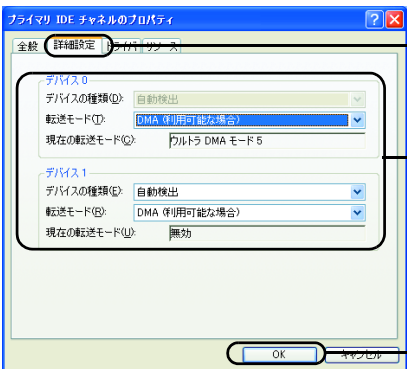 プライマリ IDE チャネルのプロパティ
全般 詳細設定 ドライバ リソース
デバイス 0
デバイスの種類(D): 自動検出
転送モード(T): DMA (利用可能な場合)
現在の転送モード(C): ウルトラ DMA モード 5
デバイス 1
デバイスの種類(E): 自動検出
転送モード(R): DMA (利用可能な場合)
現在の転送モード(U): 無効
OK キャンセル